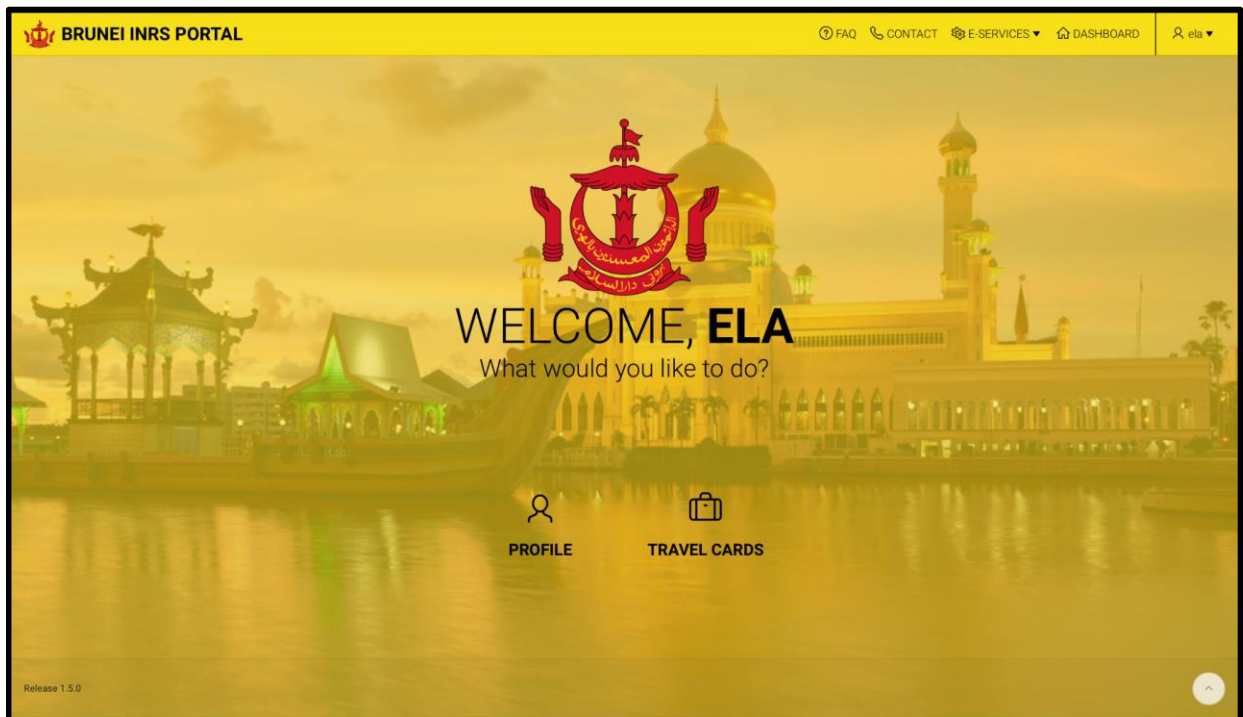 BRUNEI INRS PORTAL
FAQ CONTACT E-SERVICES ▼ DASHBOARD ela ▼
WELCOME, ELA
What would you like to do?
PROFILE TRAVEL CARDS
Release 1.5.0